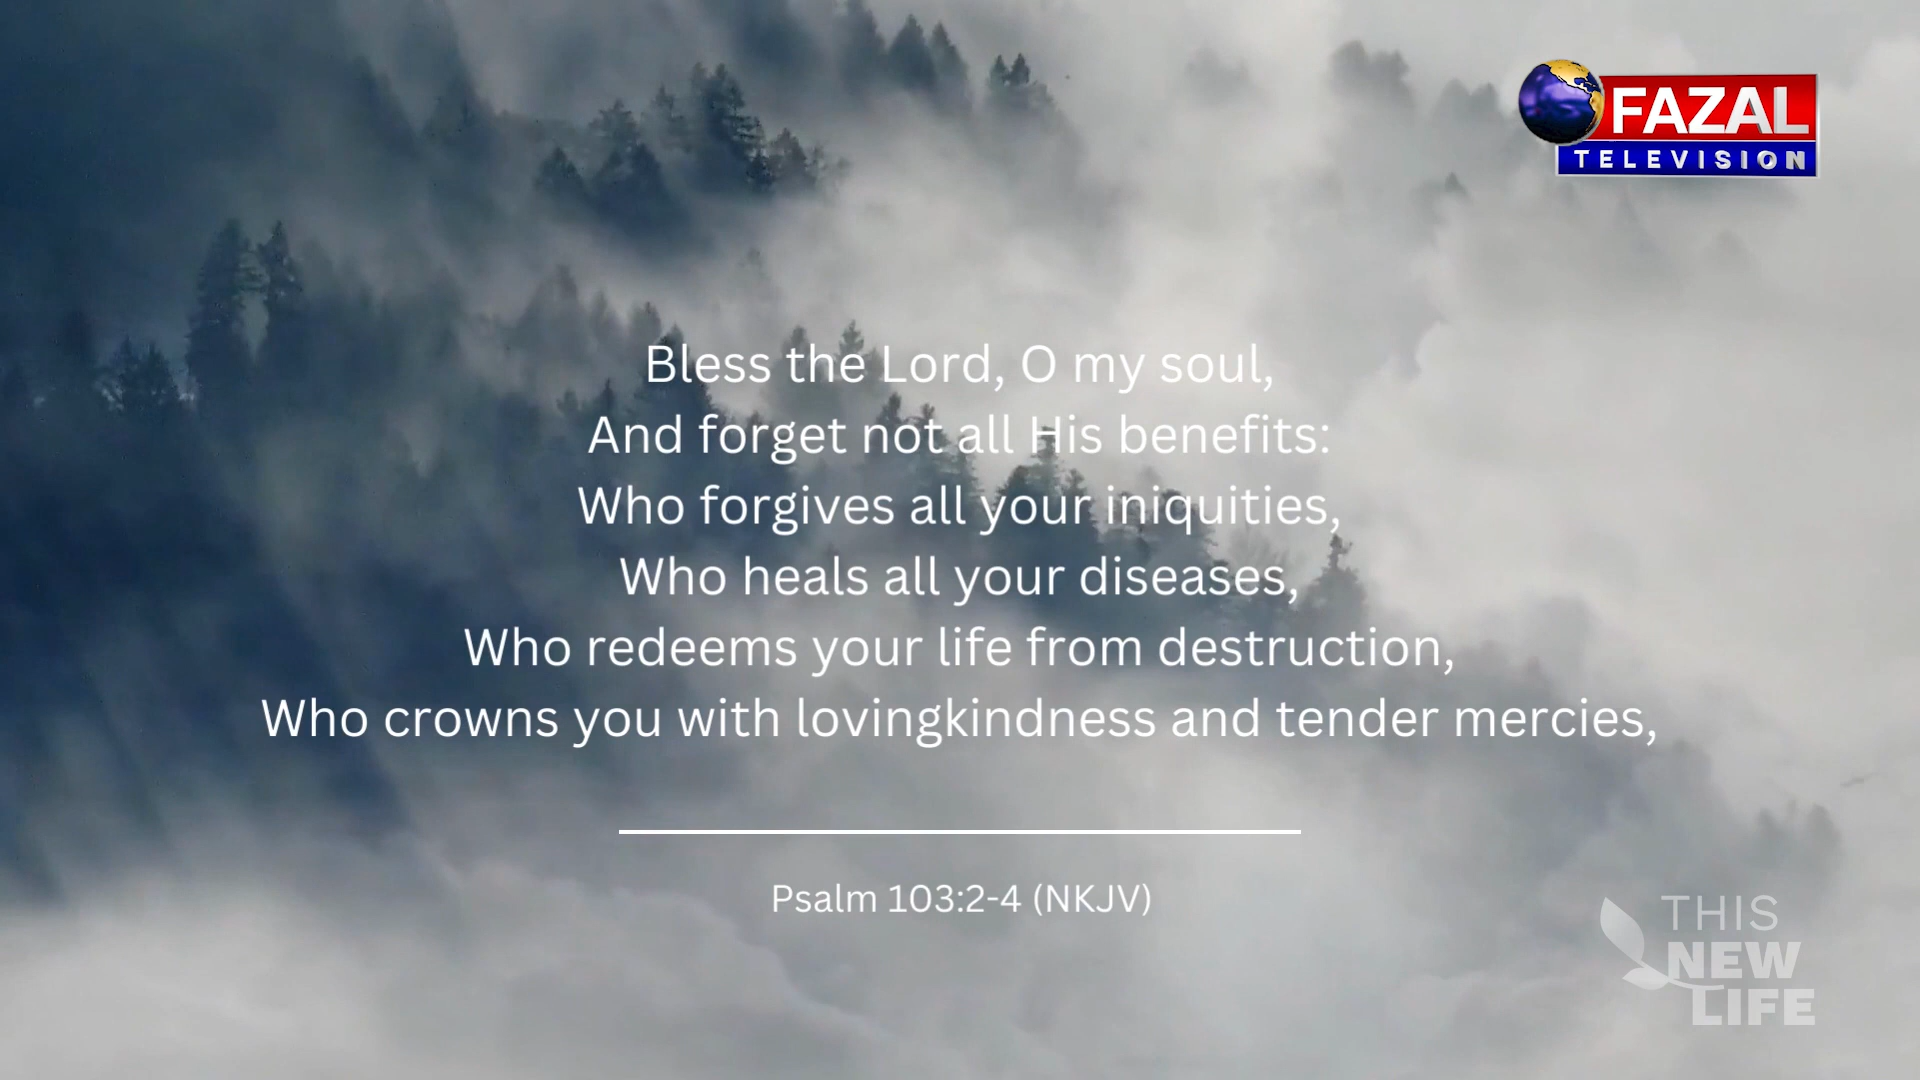 FAZAL
TELEVISION
Bless the Lord, O my soul,
And forget not all His benefits:
Who forgives all your iniquities,
Who heals all your diseases,
Who redeems your life from destruction,
Who crowns you with lovingkindness and tender mercies,
Psalm 103:2-4 (NKJV)
THIS
NEW
LIFE